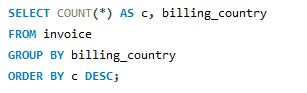 SELECT COUNT(*) AS c, billing_country
FROM invoice
GROUP BY billing_country
ORDER BY c DESC;